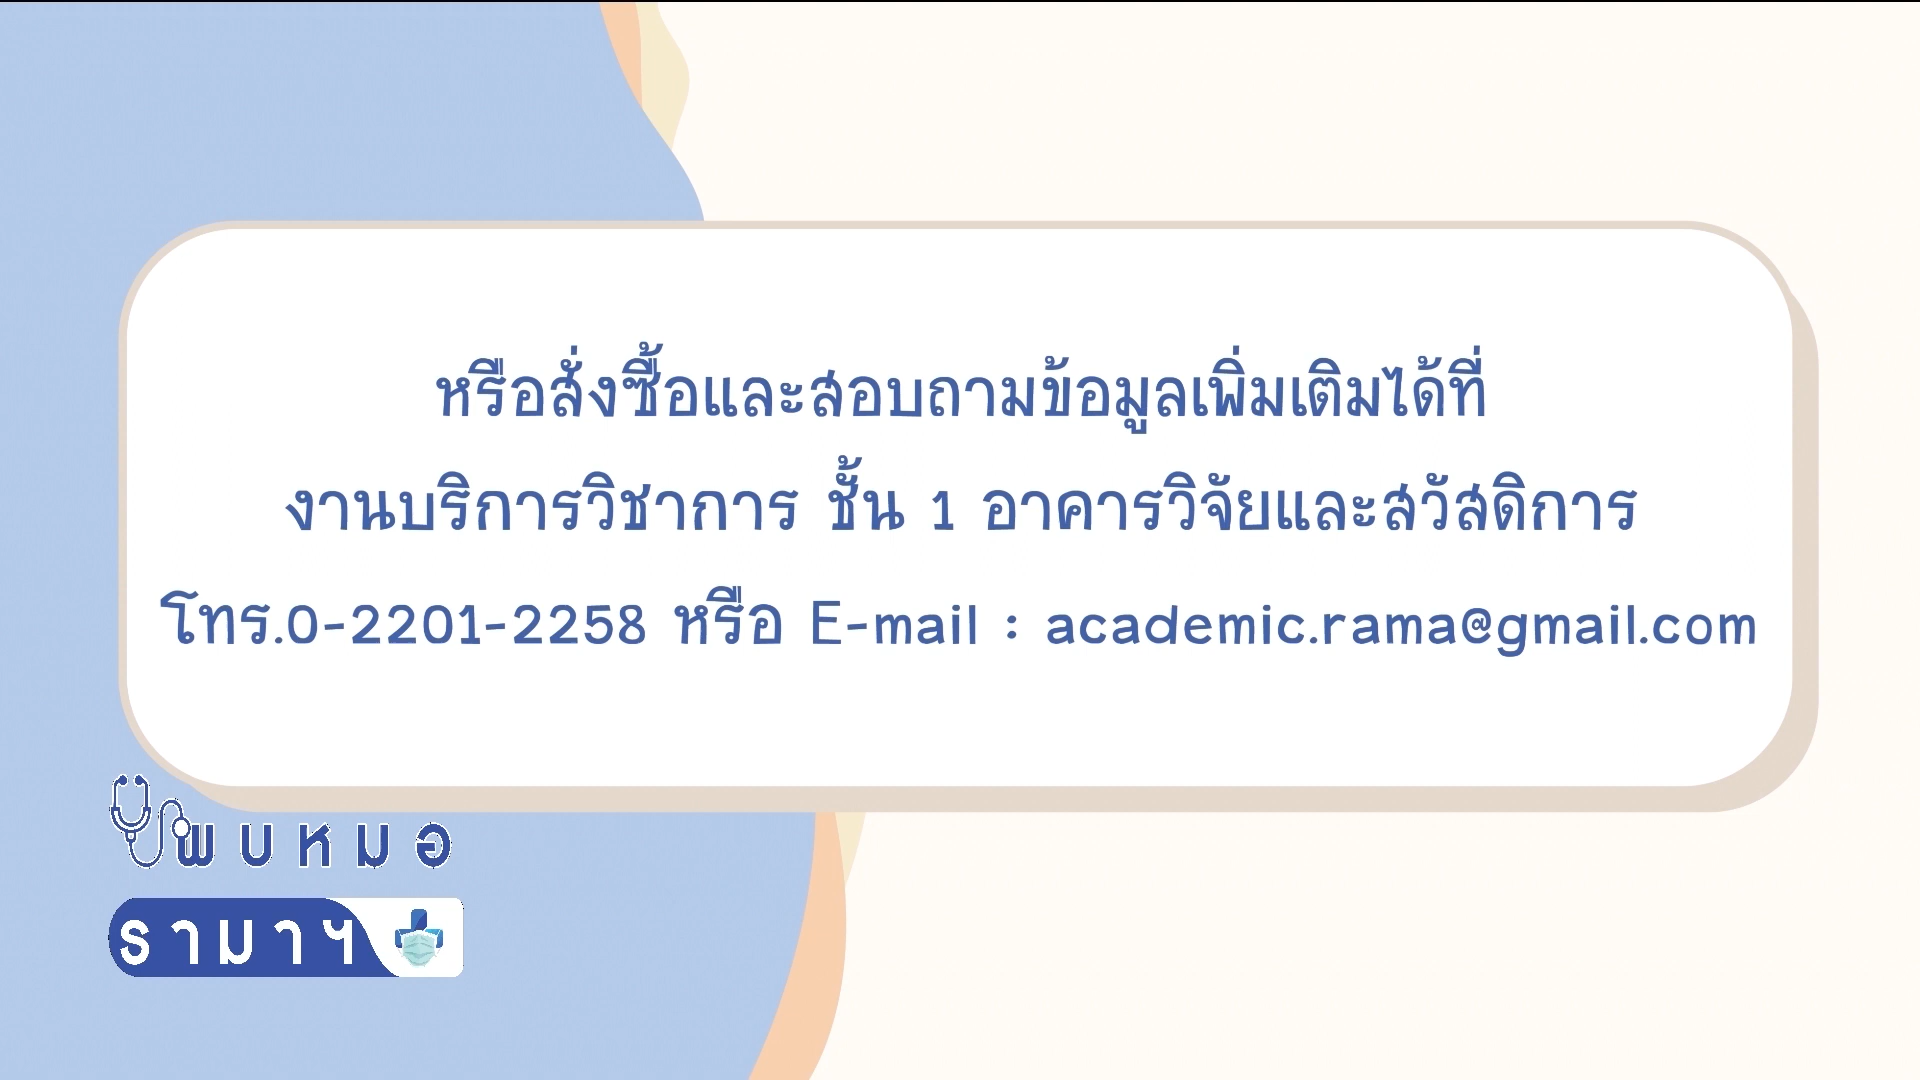 หรือสั่งซื้อและสอบถามข้อมูลเพิ่มเติมได้ที่
งานบริการวิชาการ ชั้น 1 อาคารวิจัยและสวัสดิการ
โทร.0-2201-2258 หรือ E-mail : academic.rama@gmail.com
พบหมอ
รามาฯ